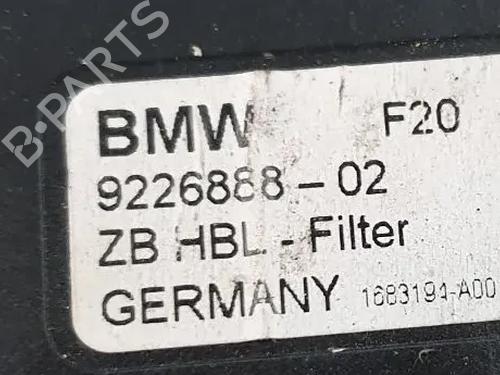 BMW F20
9226888-02
ZB HBL - Filter
GERMANY 1683194-A00
B-PARTS